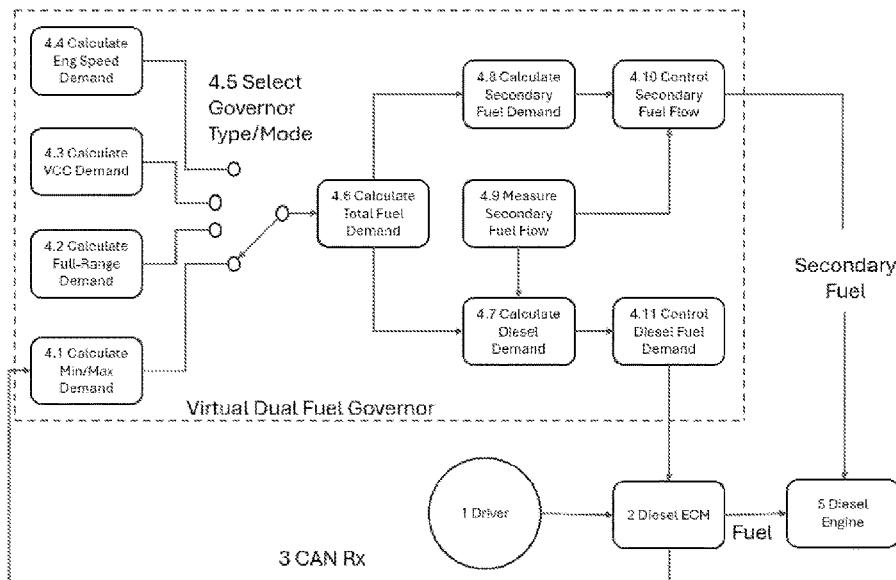 4.4 Calculate
Eng Speed
Demand
4.5 Select
Governor
Type/Mode
4.8 Calculate
Secondary
Fuel Demand
4.10 Control
Secondary
Fuel Flow
4.3 Calculate
VCC Demand
4.6 Calculate
Total Fuel
Demand
4.9 Measure
Secondary
Fuel Flow
4.2 Calculate
Full-Range
Demand
Secondary
Fuel
4.7 Calculate
Diesel
Demand
4.11 Control
Diesel Fuel
Demand
4.1 Calculate
Min/Max
Demand
Virtual Dual Fuel Governor
1 Driver
2 Diesel ECM
Fuel
5 Diesel
Engine
3 CAN Rx